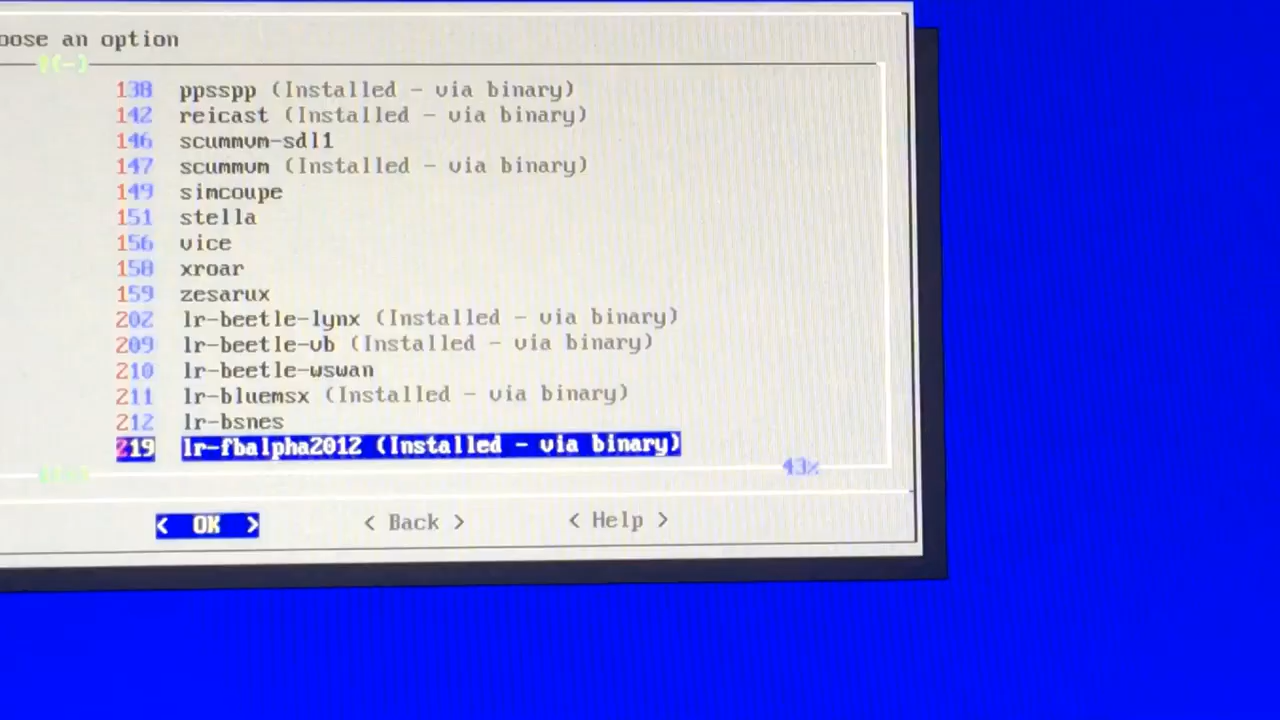 oose an option
(-)
138 ppsspp (Installed - via binary)
142 reicast (Installed - via binary)
146 scummvm-sdl1
147 scummvm (Installed - via binary)
149 simcoupe
151 stella
156 vice
158 xroar
159 zesarux
202 lr-beetle-lynx (Installed - via binary)
209 lr-beetle-vb (Installed - via binary)
210 lr-beetle-wswan
211 lr-bluemsx (Installed - via binary)
212 lr-bsnes
219 lr-fbalpha2012 (Installed - via binary)
43%
< OK > < Back > < Help >